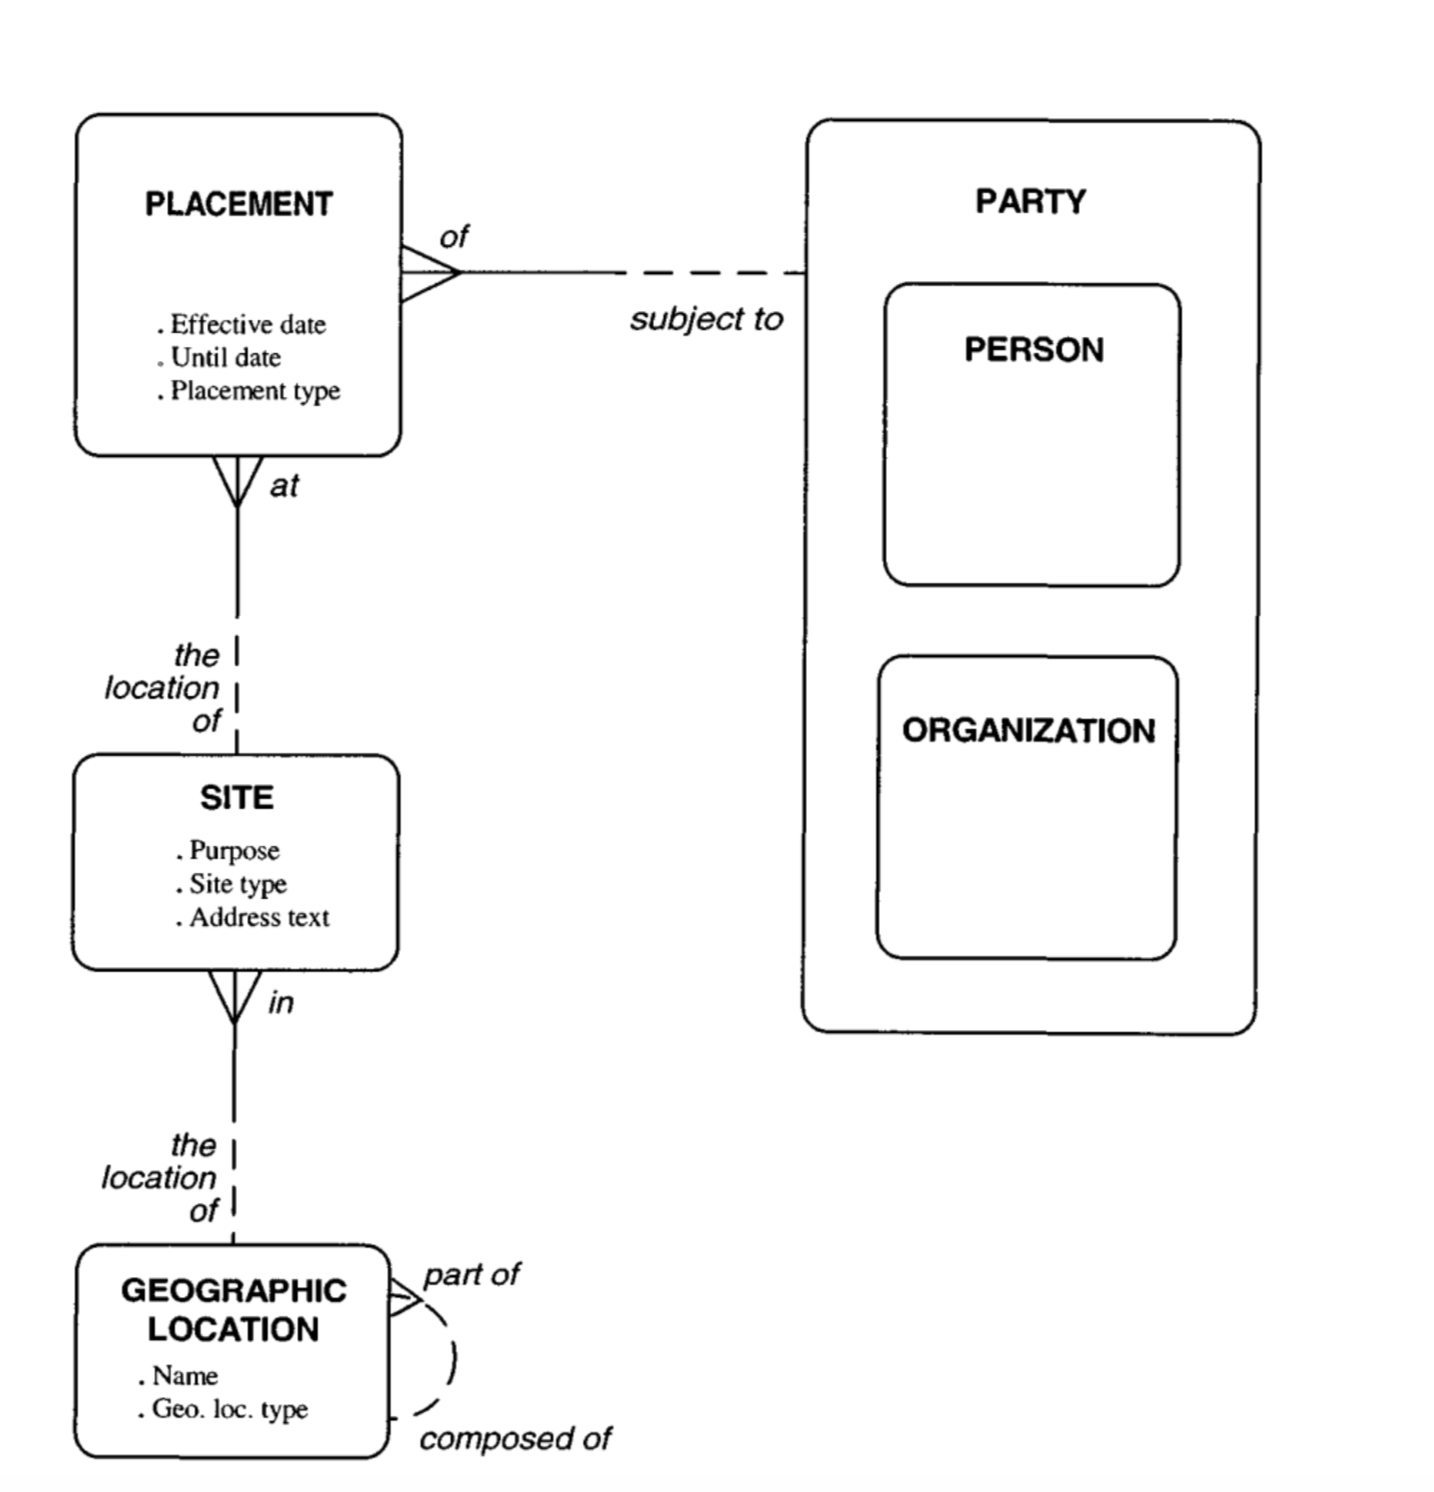 PLACEMENT
. Effective date
. Until date
. Placement type
of
subject to
PARTY
PERSON
ORGANIZATION
at
the
location
of
SITE
. Purpose
. Site type
. Address text
in
the
location
of
GEOGRAPHIC
LOCATION
. Name
. Geo. loc. type
part of
composed of